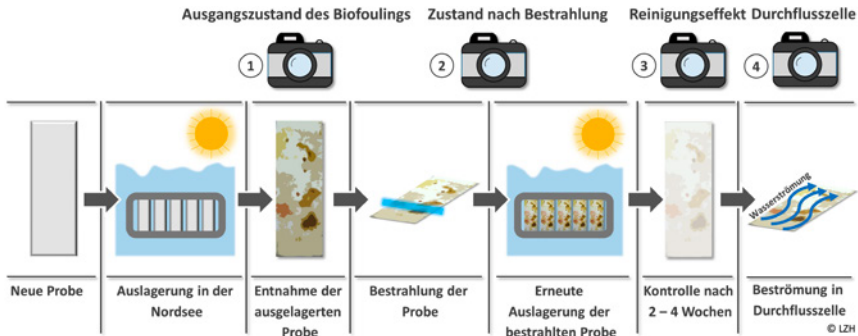 Ausgangszustand des Biofoulings
Zustand nach Bestrahlung
Reinigungseffekt
Durchflusszelle
1
2
3
4
Wasserströmung
Neue Probe
Auslagerung in der
Nordsee
Entnahme der
ausgelagerten
Probe
Bestrahlung der
Probe
Erneute
Auslagerung der
bestrahlten Probe
Kontrolle nach
2 – 4 Wochen
Beströmung in
Durchflusszelle
© LZH